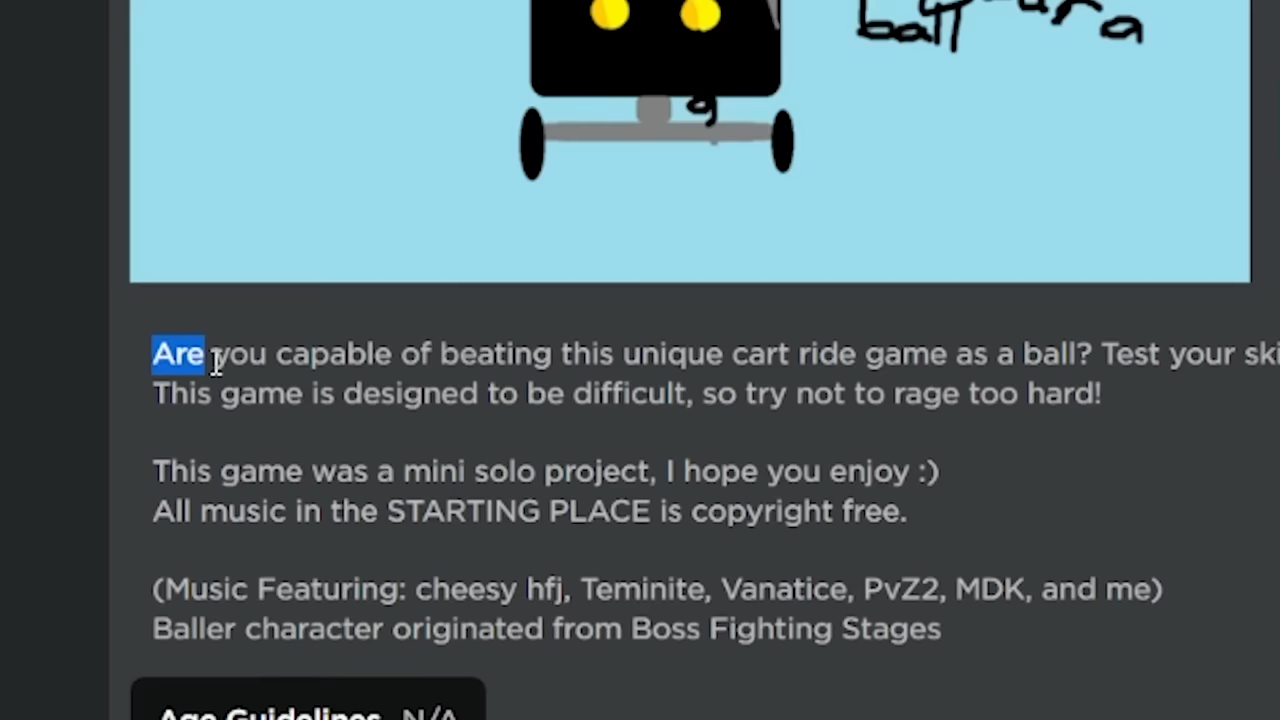 ball
a
Are you capable of beating this unique cart ride game as a ball? Test your
This game is designed to be difficult, so try not to rage too hard!
This game was a mini solo project, I hope you enjoy :)
All music in the STARTING PLACE is copyright free.
(Music Featuring: cheesy hfj, Teminite, Vanatice, PvZ2, MDK, and me)
Baller character originated from Boss Fighting Stages
Age Guidelines N/A